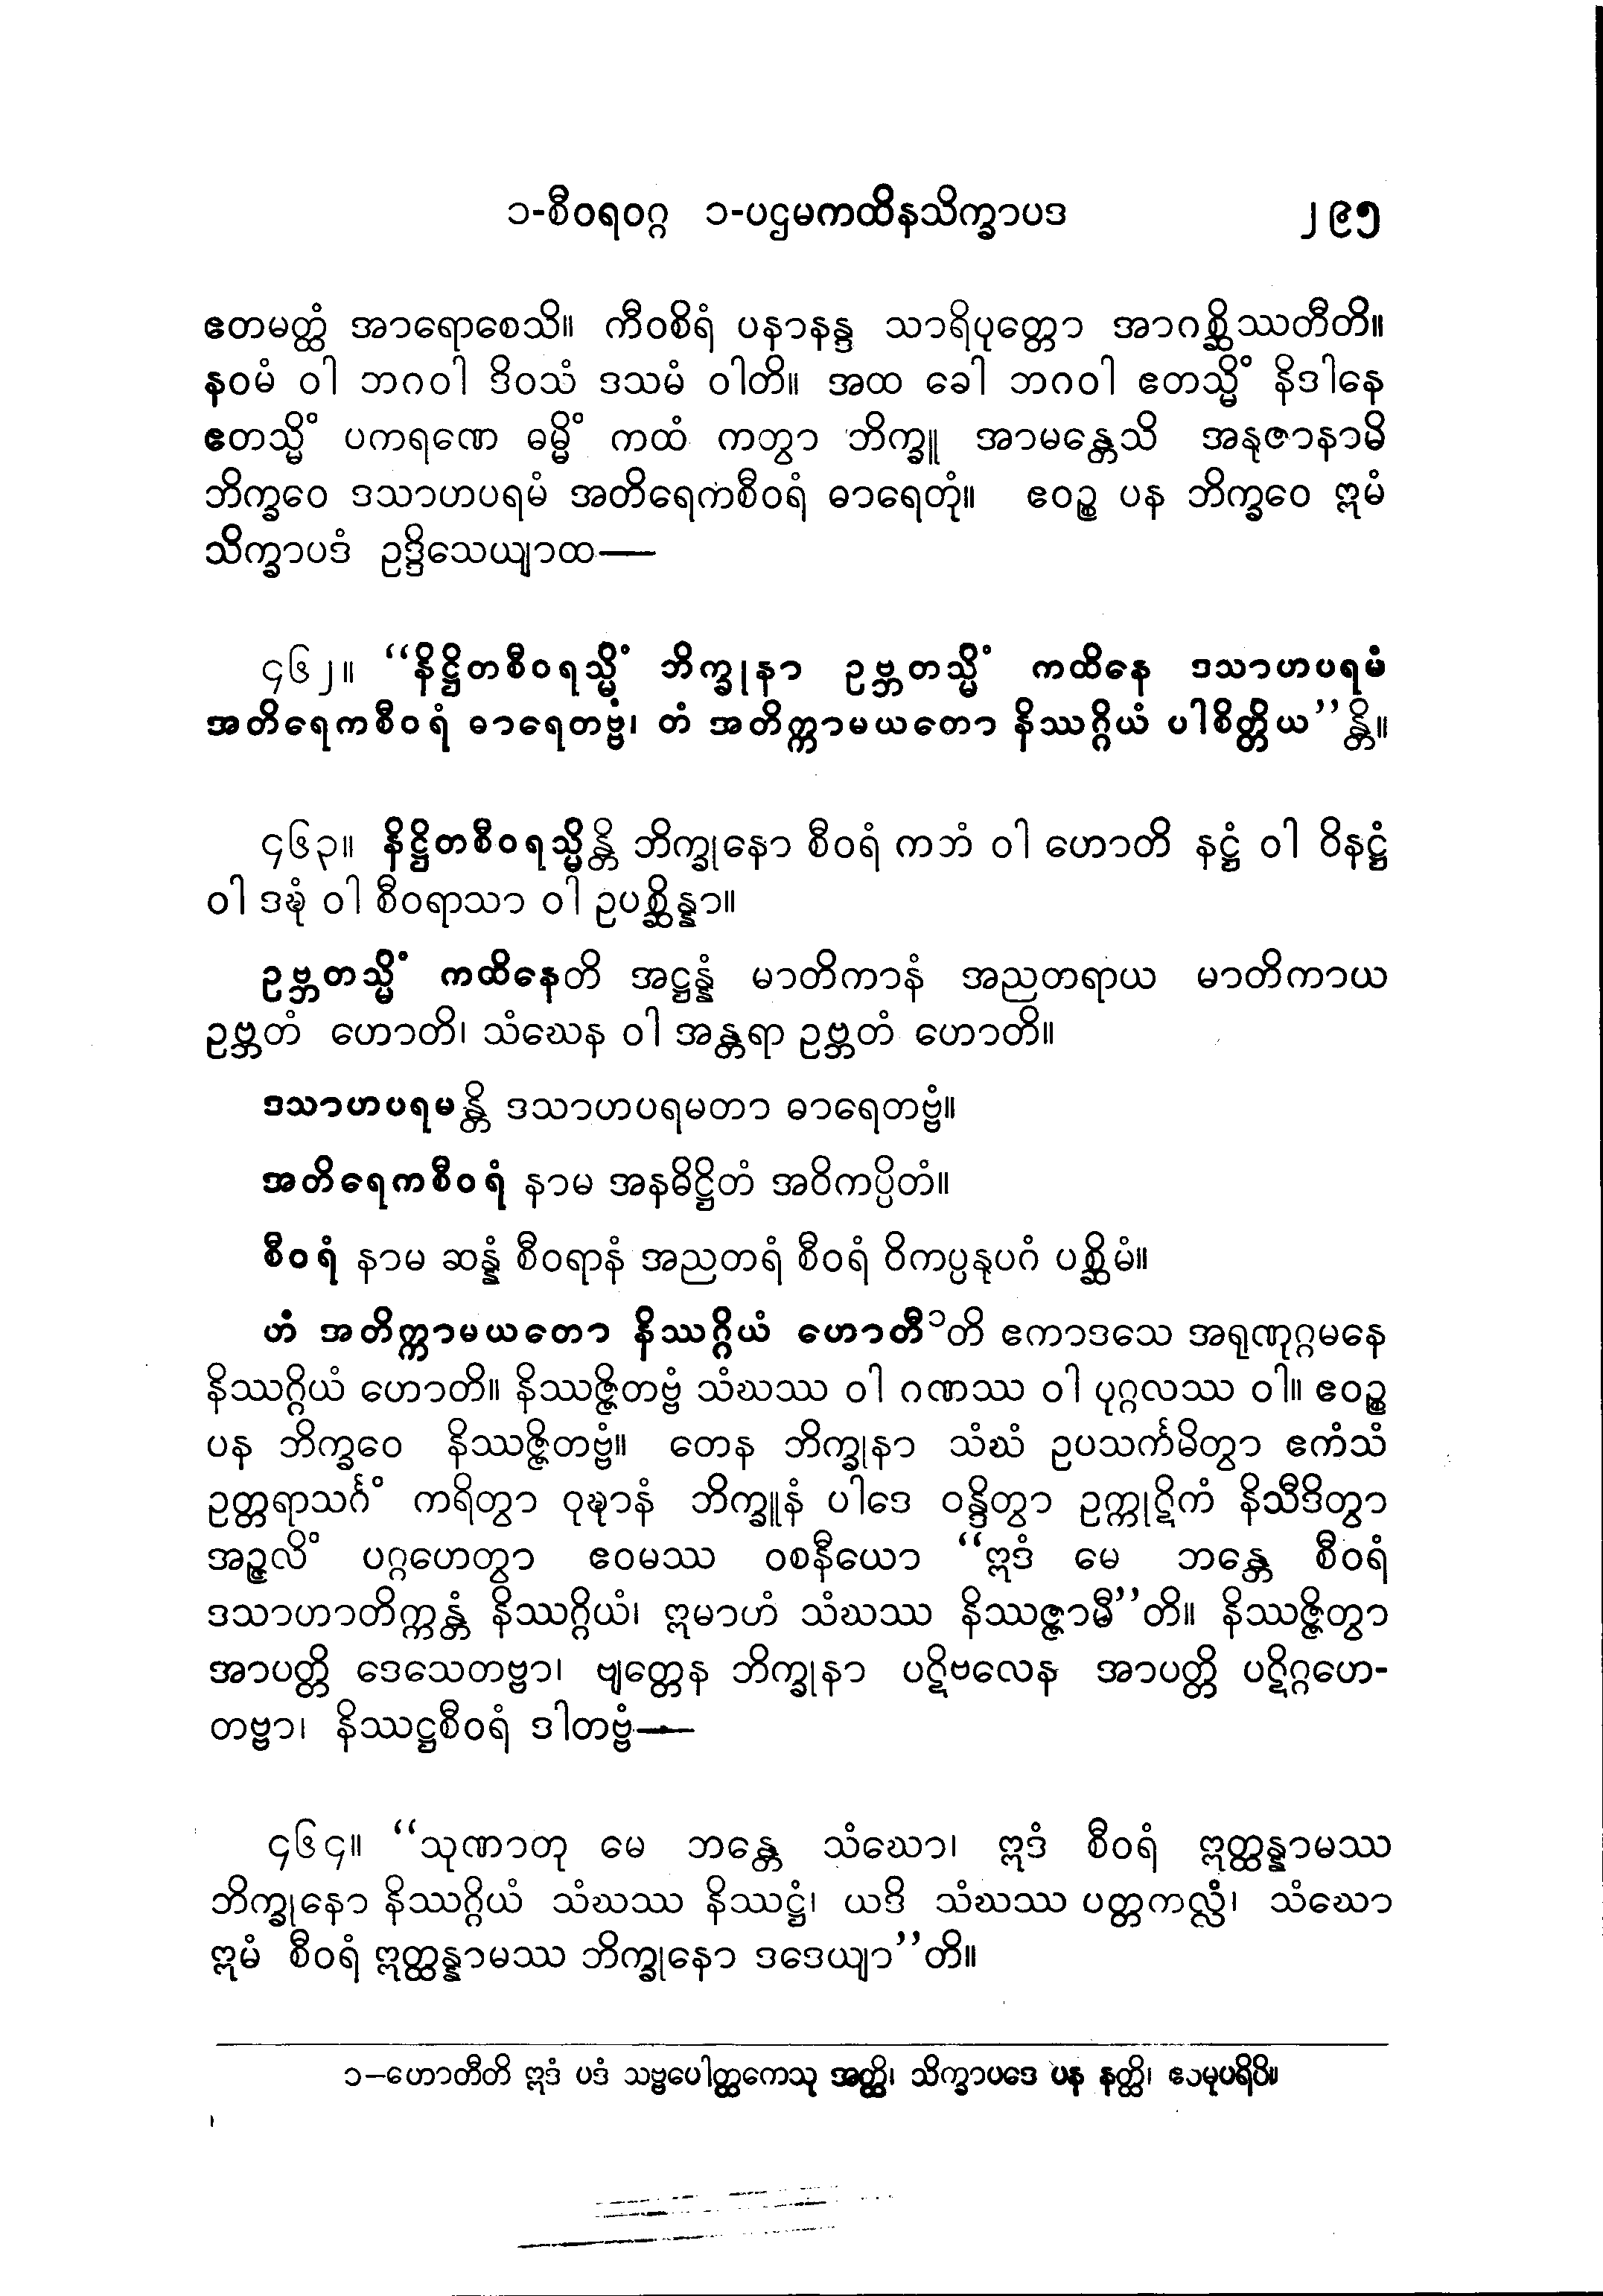 ၁-စီဝရဝဂ္ဂ ၁-ပဌမကထိနသိက္ခာပဒ ၂၉၅
ဧတမတ္ထံ အာရောစေသိ။ ကီဝစိရံ ပနာနန္ဒ သာရိပုတ္တော အာဂစ္ဆိဿတီတိ။
နဝမံ ဝါ ဘဂဝါ ဒိဝသံ ဒသမံ ဝါတိ။ အထ ခေါ ဘဂဝါ ဧတသ္မိံ နိဒါနေ
ဧတသ္မိံ ပကရဏေ ဓမ္မိံ ကထံ ကတွာ ဘိက္ခူ အာမန္တေသိ အနုဇာနာမိ
ဘိက္ခဝေ ဒသာဟပရမံ အတိရေကစီဝရံ ဓာရေတုံ။ ဧဝဉ္စ ပန ဘိက္ခဝေ ဣမံ
သိက္ခာပဒံ ဥဒ္ဒိသေယျာထ—
၄၆၂။ “နိဋ္ဌိတစီဝရသ္မိံ ဘိက္ခုနာ ဥဗ္ဘတသ္မိံ ကထိနေ ဒသာဟပရမံ
အတိရေကစီဝရံ ဓာရေတဗ္ဗံ၊ တံ အတိက္ကာမယတော နိဿဂ္ဂိယံ ပါစိတ္တိယ”န္တိ။
၄၆၃။ နိဋ္ဌိတစီဝရသ္မိန္တိ ဘိက္ခုနော စီဝရံ ကဘံ ဝါ ဟောတိ နဋ္ဌံ ဝါ ဝိနဋ္ဌံ
ဝါ ဒဍ္ဎံ ဝါ စီဝရာသာ ဝါ ဥပစ္ဆိန္နာ။
ဥဗ္ဘတသ္မိံ ကထိနေတိ အဋ္ဌန္နံ မာတိကာနံ အညတရာယ မာတိကာယ
ဥဗ္ဘတံ ဟောတိ၊ သံဃေန ဝါ အန္တရာ ဥဗ္ဘတံ ဟောတိ။
ဒသာဟပရမန္တိ ဒသာဟပရမတာ ဓာရေတဗ္ဗံ။
အတိရေကစီဝရံ နာမ အနဓိဋ္ဌိတံ အဝိကပ္ပိတံ။
စီဝရံ နာမ ဆန္နံ စီဝရာနံ အညတရံ စီဝရံ ဝိကပ္ပနုပဂံ ပစ္ဆိမံ။
ဟံ အတိက္ကာမယတော နိဿဂ္ဂိယံ ဟောတီ၁တိ ဧကာဒသေ အရုဏုဂ္ဂမနေ
နိဿဂ္ဂိယံ ဟောတိ။ နိဿဇ္ဇိတဗ္ဗံ သံဃဿ ဝါ ဂဏဿ ဝါ ပုဂ္ဂလဿ ဝါ။ ဧဝဉ္စ
ပန ဘိက္ခဝေ နိဿဇ္ဇိတဗ္ဗံ။ တေန ဘိက္ခုနာ သံဃံ ဥပသင်္ကမိတွာ ဧကံသံ
ဥတ္တရာသင်္ဂံ ကရိတွာ ဝုဍ္ဎာနံ ဘိက္ခူနံ ပါဒေ ဝန္ဒိတွာ ဥက္ကုဋိကံ နိသီဒိတွာ
အဉ္ဇလိံ ပဂ္ဂဟေတွာ ဧဝမဿ ဝစနီယော “ဣဒံ မေ ဘန္တေ စီဝရံ
ဒသာဟာတိက္ကန္တံ နိဿဂ္ဂိယံ၊ ဣမာဟံ သံဃဿ နိဿဇ္ဇာမီ”တိ။ နိဿဇ္ဇိတွာ
အာပတ္တိ ဒေသေတဗ္ဗာ၊ ဗျတ္တေန ဘိက္ခုနာ ပဋိဗလေန အာပတ္တိ ပဋိဂ္ဂဟေ-
တဗ္ဗာ၊ နိဿဋ္ဌစီဝရံ ဒါတဗ္ဗံ—
၄၆၄။ “သုဏာတု မေ ဘန္တေ သံဃော၊ ဣဒံ စီဝရံ ဣတ္ထန္နာမဿ
ဘိက္ခုနော နိဿဂ္ဂိယံ သံဃဿ နိဿဋ္ဌံ၊ ယဒိ သံဃဿ ပတ္တကလ္လံ၊ သံဃော
ဣမံ စီဝရံ ဣတ္ထန္နာမဿ ဘိက္ခုနော ဒဒေယျာ”တိ။
၁–ဟောတီတိ ဣဒံ ပဒံ သဗ္ဗပေါတ္ထကေသု အတ္ထိ၊ သိက္ခာပဒေ ပန နတ္ထိ၊